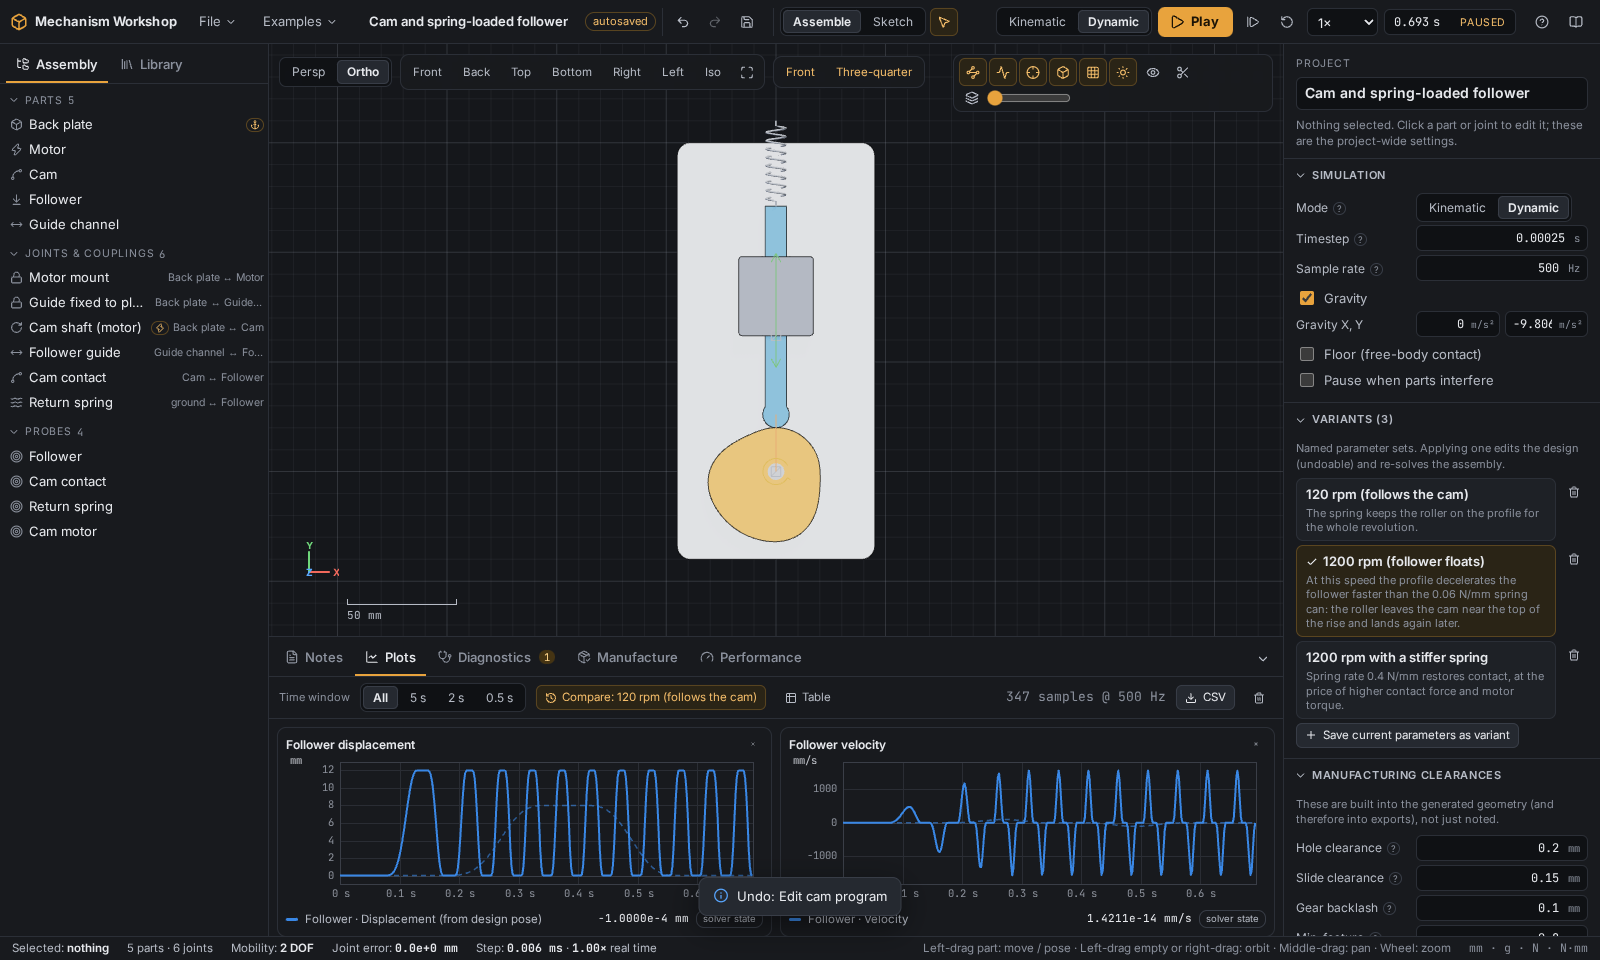 Mechanism Workshop
File
Examples
Cam and spring-loaded follower
autosaved
Assemble
Sketch
Kinematic
Dynamic
Play
1×
0.693 s
PAUSED
Assembly
Library
PARTS 5
Back plate
Motor
Cam
Follower
Guide channel
JOINTS & COUPLINGS 6
Motor mount
Back plate ↔ Motor
Guide fixed to pl...
Back plate ↔ Guide...
Cam shaft (motor)
Back plate ↔ Cam
Follower guide
Guide channel ↔ Fo...
Cam contact
Cam ↔ Follower
Return spring
ground ↔ Follower
PROBES 4
Follower
Cam contact
Return spring
Cam motor
Persp
Ortho
Front
Back
Top
Bottom
Right
Left
Iso
Front
Three-quarter
Y
Z
X
50 mm
Notes
Plots
Diagnostics
1
Manufacture
Performance
Time window
All
5 s
2 s
0.5 s
Compare: 120 rpm (follows the cam)
Table
347 samples @ 500 Hz
CSV
Follower displacement
mm
12
10
8
6
4
2
0
0 s
0.1 s
0.2 s
0.3 s
0.4 s
0.5 s
Follower · Displacement (from design pose)
-1.0000e-4 mm
solver state
Follower velocity
mm/s
1000
0
-1000
0.2 s
0.3 s
0.4 s
0.5 s
0.6 s
Follower · Velocity
1.4211e-14 mm/s
solver state
Undo: Edit cam program
PROJECT
Cam and spring-loaded follower
Nothing selected. Click a part or joint to edit it; these
are the project-wide settings.
SIMULATION
Mode ?
Kinematic
Dynamic
Timestep ?
0.00025 s
Sample rate ?
500 Hz
Gravity
Gravity X, Y
0 m/s²
-9.806 m/s²
Floor (free-body contact)
Pause when parts interfere
VARIANTS (3)
Named parameter sets. Applying one edits the design
(undoable) and re-solves the assembly.
120 rpm (follows the cam)
The spring keeps the roller on the profile for
the whole revolution.
1200 rpm (follower floats)
At this speed the profile decelerates the
follower faster than the 0.06 N/mm spring
can: the roller leaves the cam near the top of
the rise and lands again later.
1200 rpm with a stiffer spring
Spring rate 0.4 N/mm restores contact, at the
price of higher contact force and motor
torque.
Save current parameters as variant
MANUFACTURING CLEARANCES
These are built into the generated geometry (and
therefore into exports), not just noted.
Hole clearance ?
0.2 mm
Slide clearance ?
0.15 mm
Gear backlash ?
0.1 mm
Selected: nothing
5 parts · 6 joints
Mobility: 2 DOF
Joint error: 0.0e+0 mm
Step: 0.006 ms · 1.00× real time
Left-drag part: move / pose · Left-drag empty or right-drag: orbit · Middle-drag: pan · Wheel: zoom
mm · g · N · N·mm